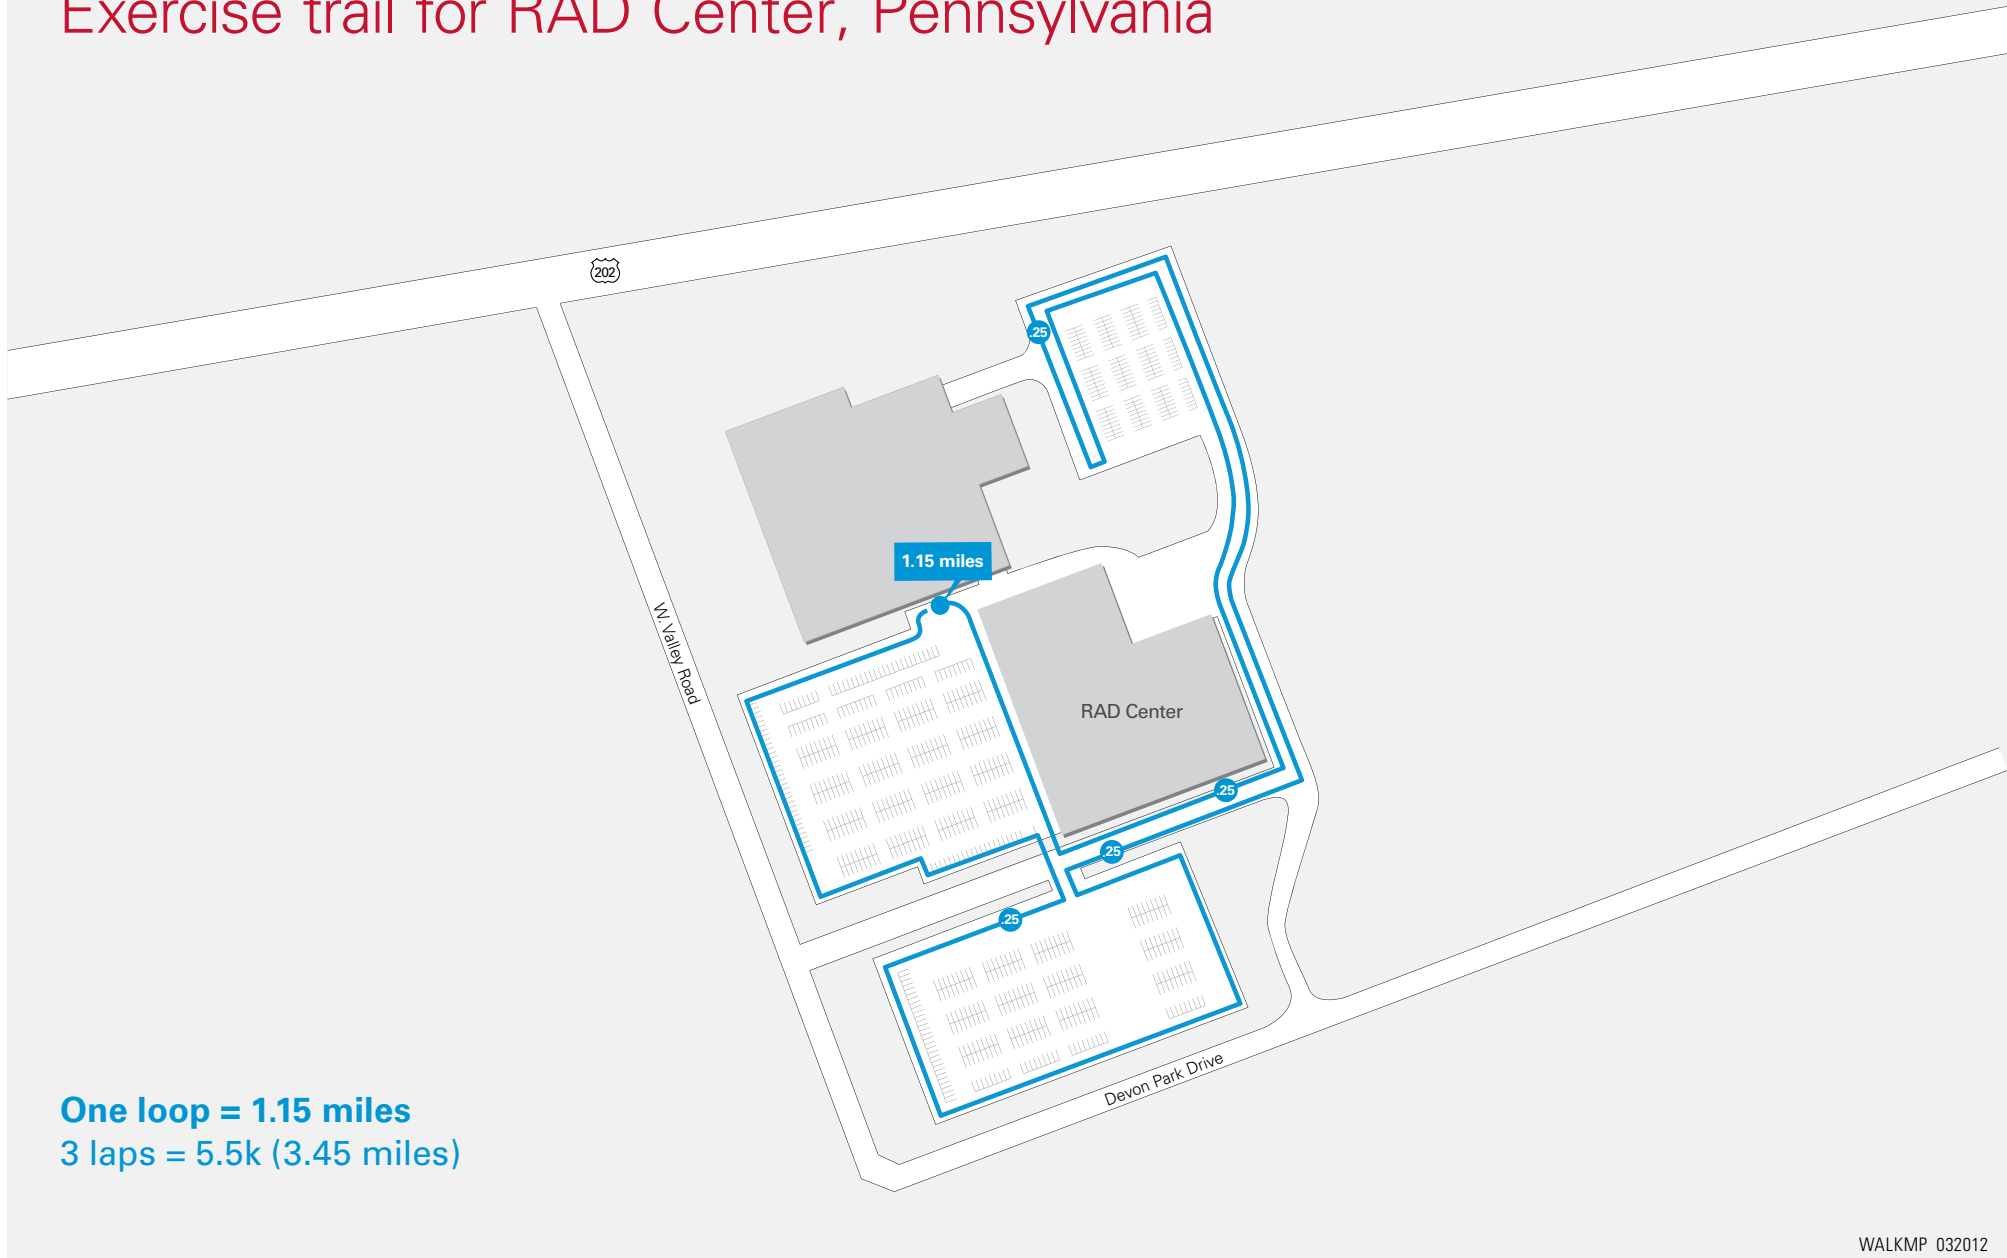 Exercise trail for RAD Center, Pennsylvania
202
.25
1.15 miles
W. Valley Road
RAD Center
.25
.25
.25
Devon Park Drive
One loop = 1.15 miles
3 laps = 5.5k (3.45 miles)
WALKMP 032012